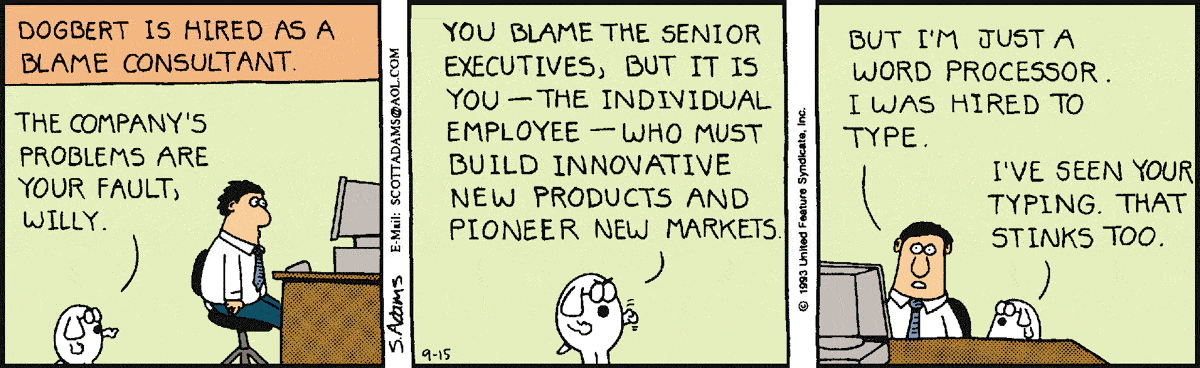 DOGBERT IS HIRED AS A
BLAME CONSULTANT.
THE COMPANY'S
PROBLEMS ARE
YOUR FAULT,
WILLY.
S.Adams
E-Mail: SCOTTADAMS@AOL.COM
YOU BLAME THE SENIOR
EXECUTIVES, BUT IT IS
YOU — THE INDIVIDUAL
EMPLOYEE — WHO MUST
BUILD INNOVATIVE
NEW PRODUCTS AND
PIONEER NEW MARKETS.
9-15
© 1993 United Feature Syndicate, Inc.
BUT I'M JUST A
WORD PROCESSOR.
I WAS HIRED TO
TYPE.
I'VE SEEN YOUR
TYPING. THAT
STINKS TOO.